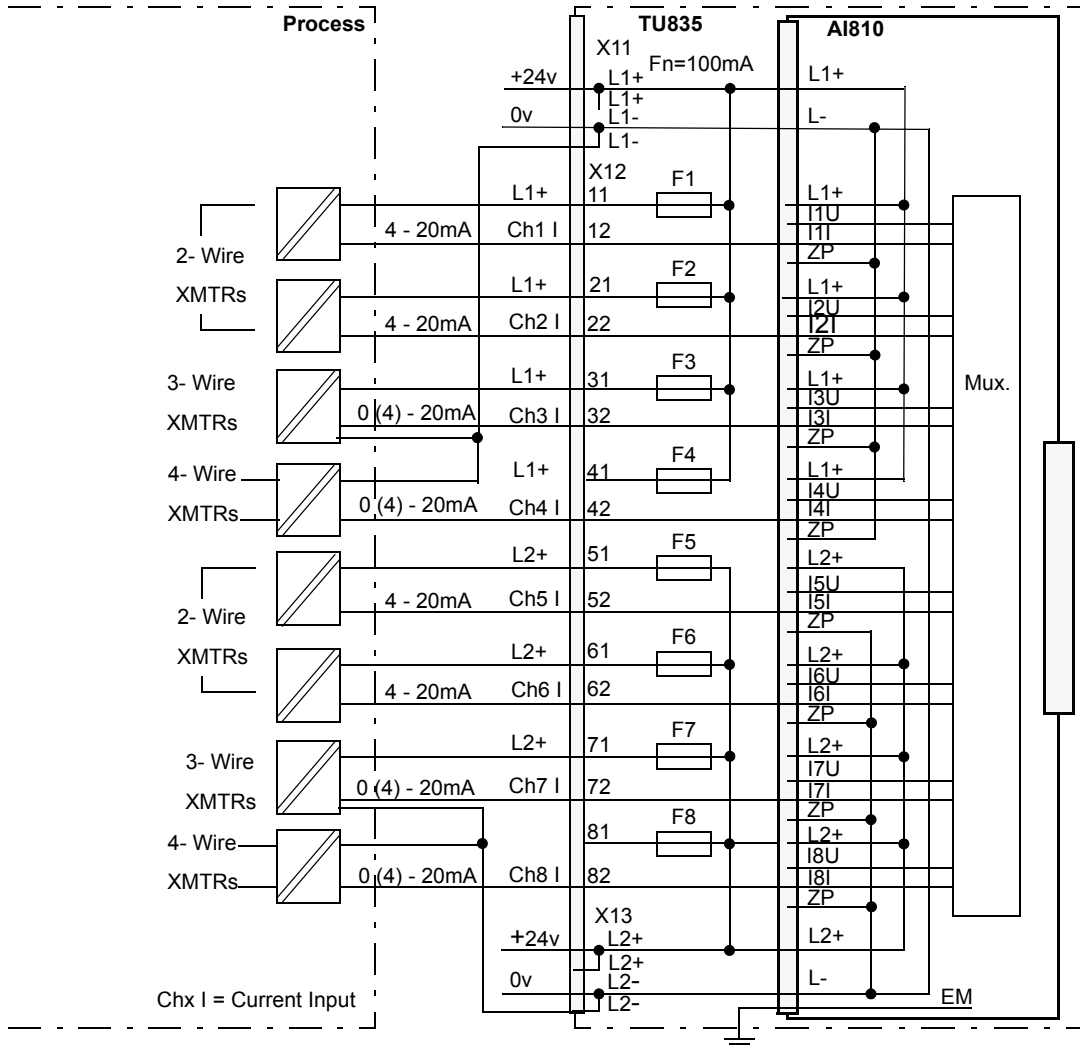 Process
TU835
AI810
X11
Fn=100mA
+24v
L1+
L1+
L1+
0v
L1-
L-
L1-
X12
F1
L1+
11
L1+
I1U
4 - 20mA
Ch1 I
12
I1I
2- Wire
ZP
F2
XMTRs
L1+
21
L1+
I2U
4 - 20mA
Ch2 I
22
I2I
ZP
F3
3- Wire
L1+
31
L1+
Mux.
I3U
XMTRs
0 (4) - 20mA
Ch3 I
32
I3I
ZP
F4
4- Wire
L1+
41
L1+
I4U
XMTRs
0 (4) - 20mA
Ch4 I
42
I4I
ZP
F5
L2+
51
L2+
I5U
4 - 20mA
Ch5 I
52
I5I
2- Wire
ZP
F6
XMTRs
L2+
61
L2+
I6U
4 - 20mA
Ch6 I
62
I6I
ZP
F7
3- Wire
L2+
71
L2+
I7U
XMTRs
0 (4) - 20mA
Ch7 I
72
I7I
ZP
F8
4- Wire
81
L2+
I8U
XMTRs
0 (4) - 20mA
Ch8 I
82
I8I
ZP
X13
+24v
L2+
L2+
L2+
0v
L2-
L-
L2-
Chx I = Current Input
EM